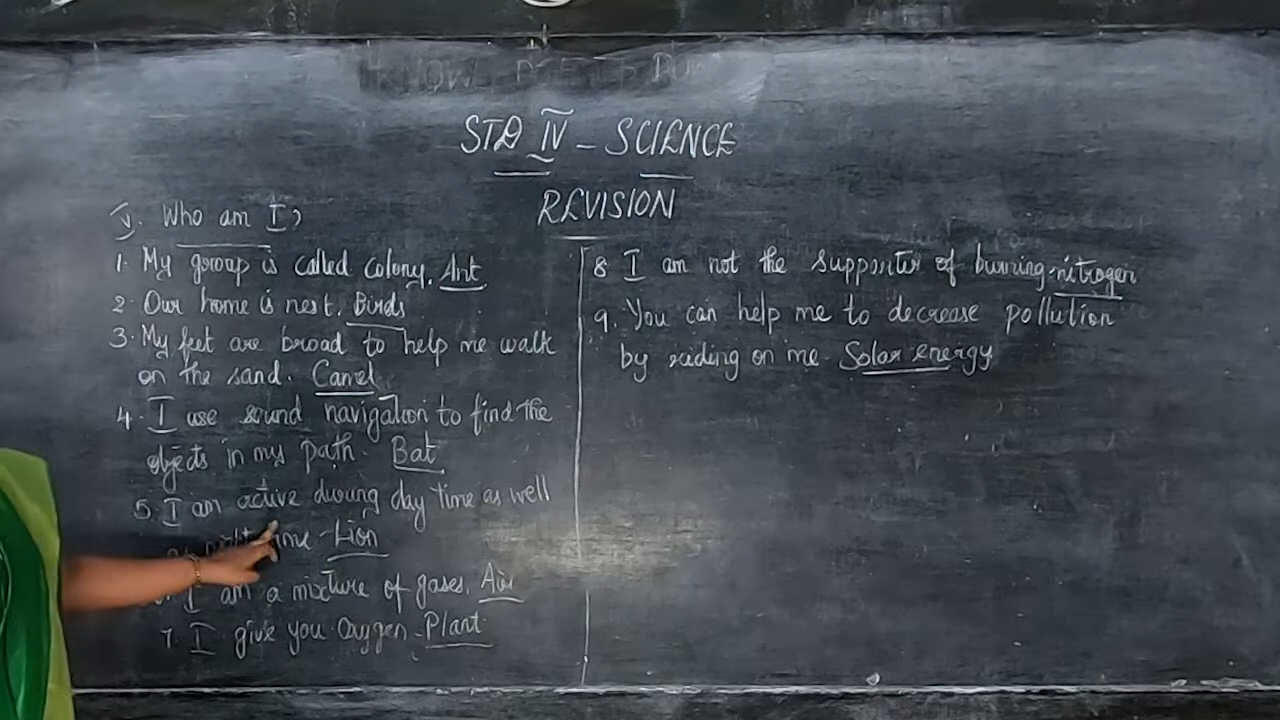 STD IV - SCIENCE
REVISION
V. Who am I?
1. My group is called colony. Ant
2. Our home is nest. Birds
3. My feet are broad to help me walk
on the sand. Camel
4. I use sound navigation to find the
objects in my path. Bat
5. I am active during day time as well
time - Lion
I am a mixture of gases. Air
7. I give you Oxygen - Plant
8 I am not the supporter of burning-nitrogen
9. You can help me to decrease pollution
by riding on me. Solar energy